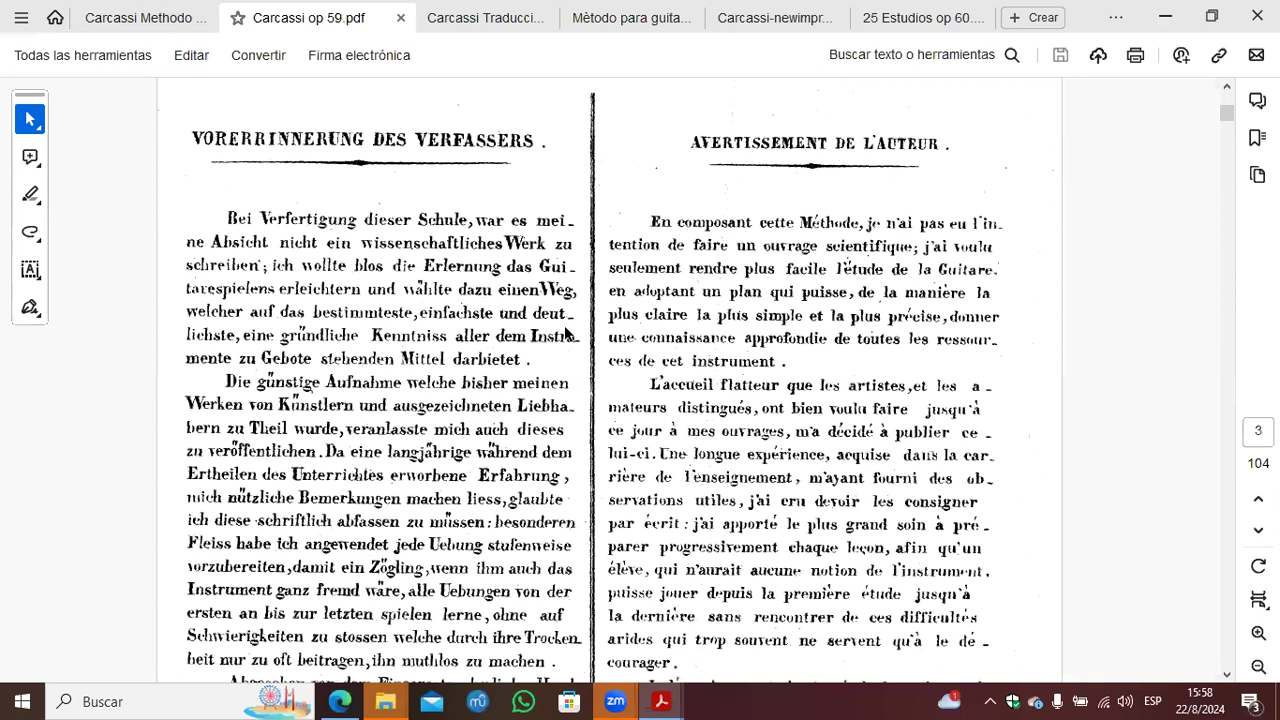 Carcassi Metodo ...
Carcassi op 59.pdf
Carcassi Traducci...
Mètodo para guita...
Carcassi-newimpr...
25 Estudios op 60....
Crear
Todas las herramientas
Editar
Convertir
Firma electrónica
Buscar texto o herramientas
VORERRINNERUNG DES VERFASSERS .
Bei Verfertigung dieser Schule, war es mei -
ne Absicht nicht ein wissenschaftliches Werk zu
schreiben ; ich wollte blos die Erlernung das Gui -
tarespielens erleichtern und wählte dazu einen Weg,
welcher auf das bestimmteste, einfachste und deut -
lichste, eine gründliche Kenntniss aller dem Instru-
mente zu Gebote stehenden Mittel darbietet .
Die günstige Aufnahme welche bisher meinen
Werken von Künstlern und ausgezeichneten Liebha -
bern zu Theil wurde, veranlasste mich auch dieses
zu veröffentlichen . Da eine langjährige während dem
Ertheilen des Unterrichtes erworbene Erfahrung ,
mich nützliche Bemerkungen machen liess, glaubte
ich diese schriftlich abfassen zu müssen : besonderen
Fleiss habe ich angewendet jede Uebung stufenweise
vorzubereiten, damit ein Zögling, wenn ihm auch das
Instrument ganz fremd wäre, alle Uebungen von der
ersten an bis zur letzten spielen lerne, ohne auf
Schwierigkeiten zu stossen welche durch ihre Trocken
heit nur zu oft beitragen, ihn muthlos zu machen .
AVERTISSEMENT DE L'AUTEUR .
En composant cette Méthode, je n'ai pas eu l'in -
tention de faire un ouvrage scientifique ; j'ai voulu
seulement rendre plus facile l'étude de la Guitare,
en adoptant un plan qui puisse, de la manière la
plus claire la plus simple et la plus précise, donner
une connaissance approfondie de toutes les ressour -
ces de cet instrument .
L'accueil flatteur que les artistes, et les a -
mateurs distingués, ont bien voulu faire jusqu'à
ce jour à mes ouvrages, m'a décidé à publier ce -
lui-ci . Une longue expérience, acquise dans la car -
rière de l'enseignement, m'ayant fourni des ob -
servations utiles, j'ai cru devoir les consigner
par écrit : j'ai apporté le plus grand soin à pré -
parer progressivement chaque leçon, afin qu'un
élève, qui n'aurait aucune notion de l'instrument,
puisse jouer depuis la première étude jusqu'à
la dernière sans rencontrer de ces difficultés
arides qui trop souvent ne servent qu'à le dé -
courager .
3
104
Buscar
zm
ESP
15:58
22/8/2024